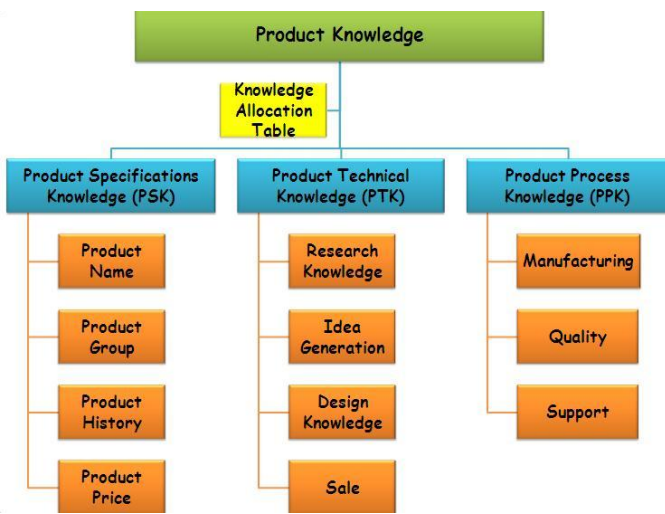 Product Knowledge
Knowledge
Allocation
Table
Product Specifications
Knowledge (PSK)
Product Technical
Knowledge (PTK)
Product Process
Knowledge (PPK)
Product
Name
Product
Group
Product
History
Product
Price
Research
Knowledge
Idea
Generation
Design
Knowledge
Sale
Manufacturing
Quality
Support